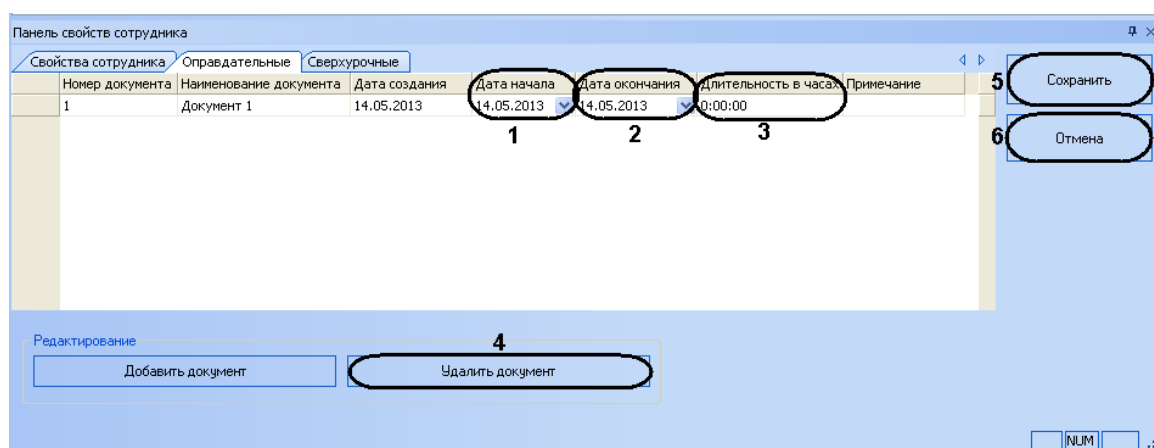 Панель свойств сотрудника
Свойства сотрудника Оправдательные Сверхурочные
Номер документа Наименование документа Дата создания Дата начала Дата окончания Длительность в часах Примечание
1 Документ 1 14.05.2013 14.05.2013 14.05.2013 0:00:00
1 2 3
5 Сохранить
6 Отмена
Редактирование
4
Добавить документ Удалить документ
NUM